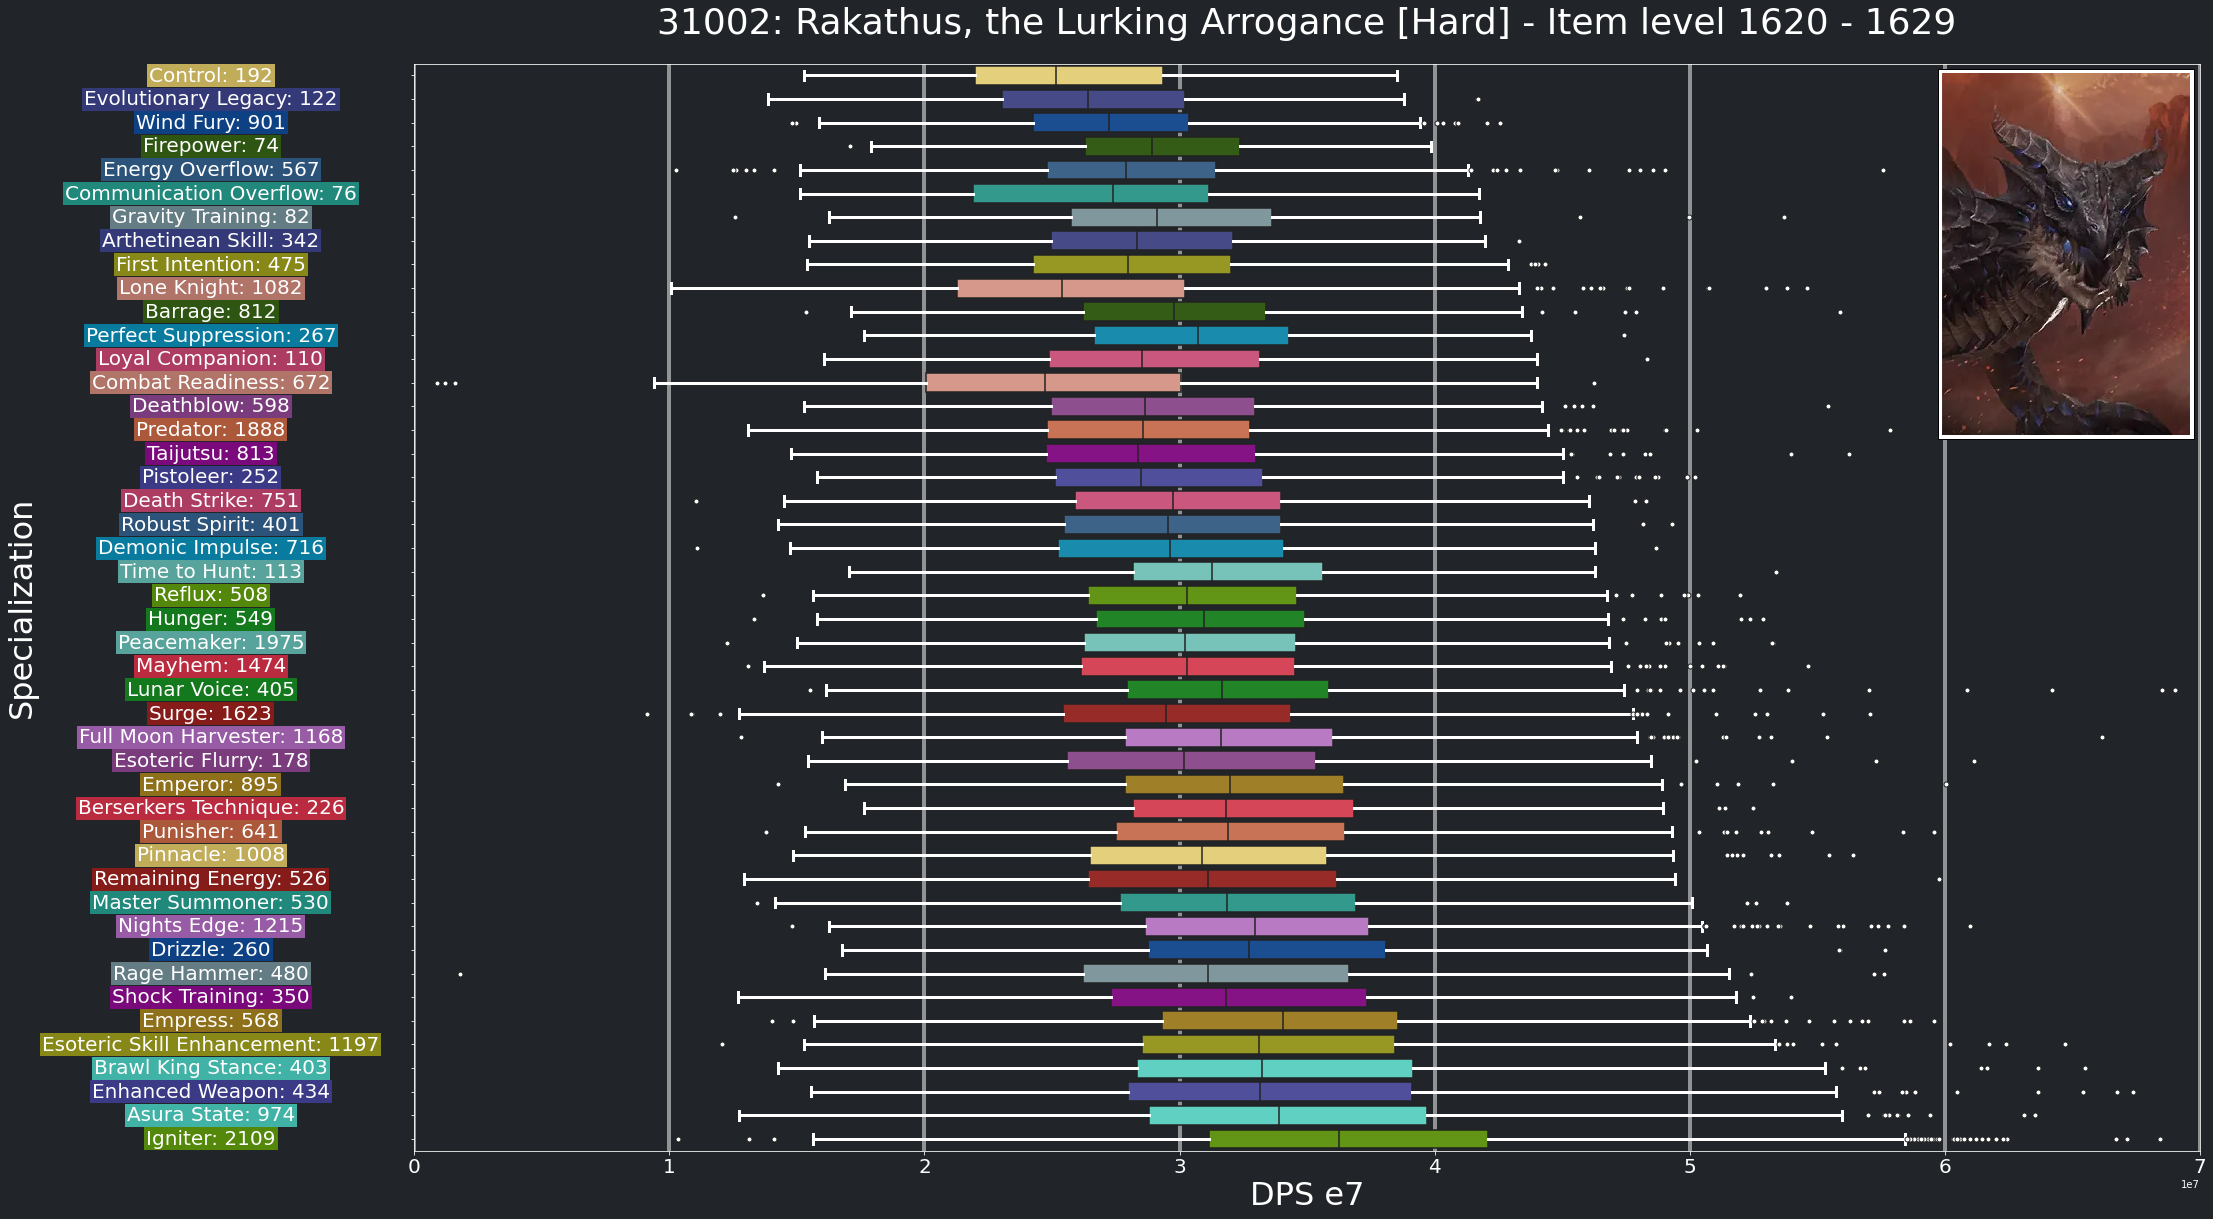 31002: Rakathus, the Lurking Arrogance [Hard] - Item level 1620 - 1629
Specialization
Control: 192
Evolutionary Legacy: 122
Wind Fury: 901
Firepower: 74
Energy Overflow: 567
Communication Overflow: 76
Gravity Training: 82
Arthetinean Skill: 342
First Intention: 475
Lone Knight: 1082
Barrage: 812
Perfect Suppression: 267
Loyal Companion: 110
Combat Readiness: 672
Deathblow: 598
Predator: 1888
Taijutsu: 813
Pistoleer: 252
Death Strike: 751
Robust Spirit: 401
Demonic Impulse: 716
Time to Hunt: 113
Reflux: 508
Hunger: 549
Peacemaker: 1975
Mayhem: 1474
Lunar Voice: 405
Surge: 1623
Full Moon Harvester: 1168
Esoteric Flurry: 178
Emperor: 895
Berserkers Technique: 226
Punisher: 641
Pinnacle: 1008
Remaining Energy: 526
Master Summoner: 530
Nights Edge: 1215
Drizzle: 260
Rage Hammer: 480
Shock Training: 350
Empress: 568
Esoteric Skill Enhancement: 1197
Brawl King Stance: 403
Enhanced Weapon: 434
Asura State: 974
Igniter: 2109
0 1 2 3 4 5 6 7
1e7
DPS e7